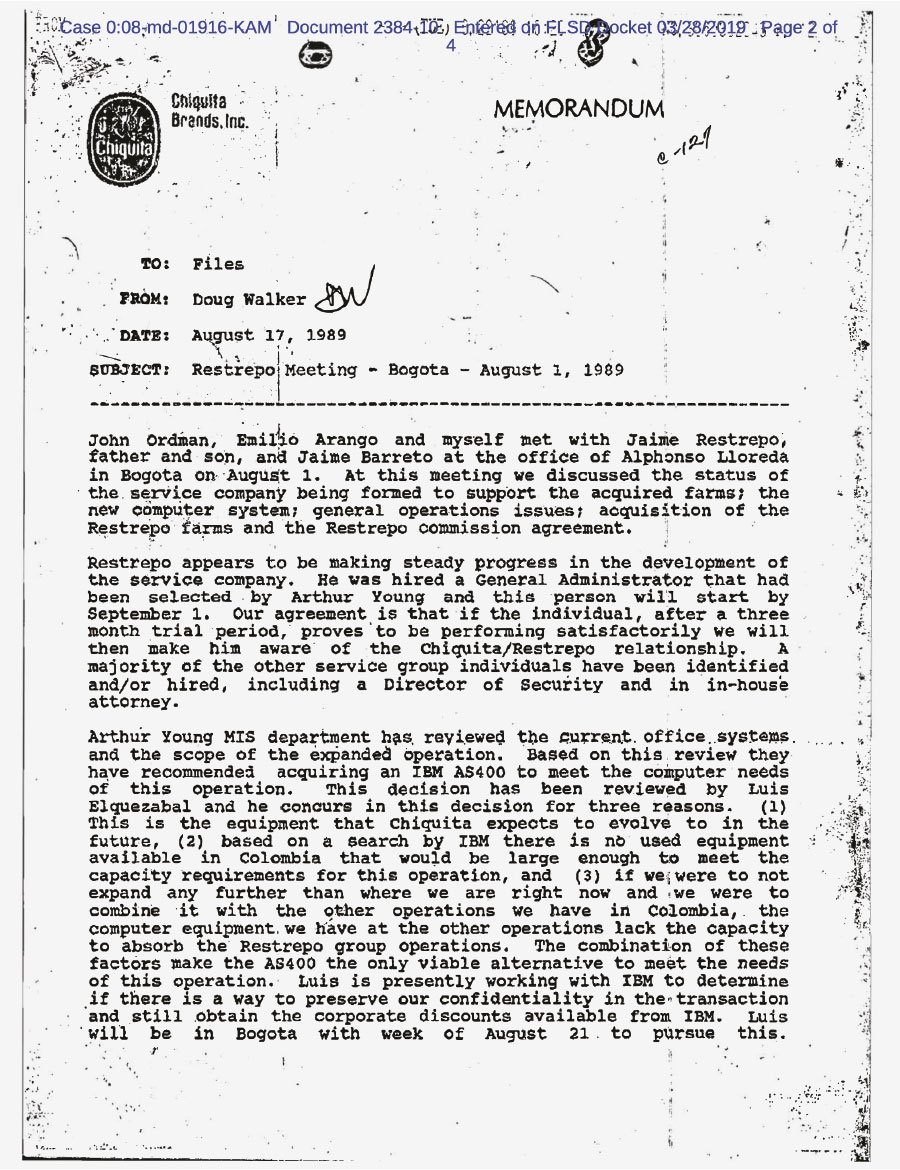 Case 0:08-md-01916-KAM Document 2384-10 Entered on FLSD Docket 03/28/2019 Page 2 of
4
Chiquita
Brands, Inc.
MEMORANDUM
Chiquita
C-127
TO: Files
FROM: Doug Walker DW
DATE: August 17, 1989
SUBJECT: Restrepo Meeting - Bogota - August 1, 1989
John Ordman, Emilio Arango and myself met with Jaime Restrepo,
father and son, and Jaime Barreto at the office of Alphonso Lloreda
in Bogota on August 1. At this meeting we discussed the status of
the service company being formed to support the acquired farms; the
new computer system; general operations issues; acquisition of the
Restrepo farms and the Restrepo commission agreement.
Restrepo appears to be making steady progress in the development of
the service company. He was hired a General Administrator that had
been selected by Arthur Young and this person will start by
September 1. Our agreement is that if the individual, after a three
month trial period, proves to be performing satisfactorily we will
then make him aware of the Chiquita/Restrepo relationship. A
majority of the other service group individuals have been identified
and/or hired, including a Director of Security and in in-house
attorney.
Arthur Young MIS department has reviewed the current office systems
and the scope of the expanded operation. Based on this review they
have recommended acquiring an IBM AS400 to meet the computer needs
of this operation. This decision has been reviewed by Luis
Elquezabal and he concurs in this decision for three reasons. (1)
This is the equipment that Chiquita expects to evolve to in the
future, (2) based on a search by IBM there is no used equipment
available in Colombia that would be large enough to meet the
capacity requirements for this operation, and (3) if we were to not
expand any further than where we are right now and we were to
combine it with the other operations we have in Colombia, the
computer equipment we have at the other operations lack the capacity
to absorb the Restrepo group operations. The combination of these
factors make the AS400 the only viable alternative to meet the needs
of this operation. Luis is presently working with IBM to determine
if there is a way to preserve our confidentiality in the transaction
and still obtain the corporate discounts available from IBM. Luis
will be in Bogota with week of August 21 to pursue this.